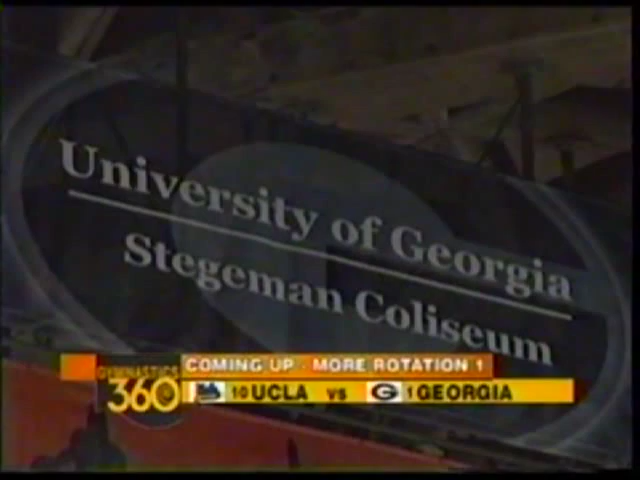 University of Georgia
Stegeman Coliseum
COMING UP - MORE ROTATION 1
GYMNASTICS
360°
10 UCLA VS G 1 GEORGIA